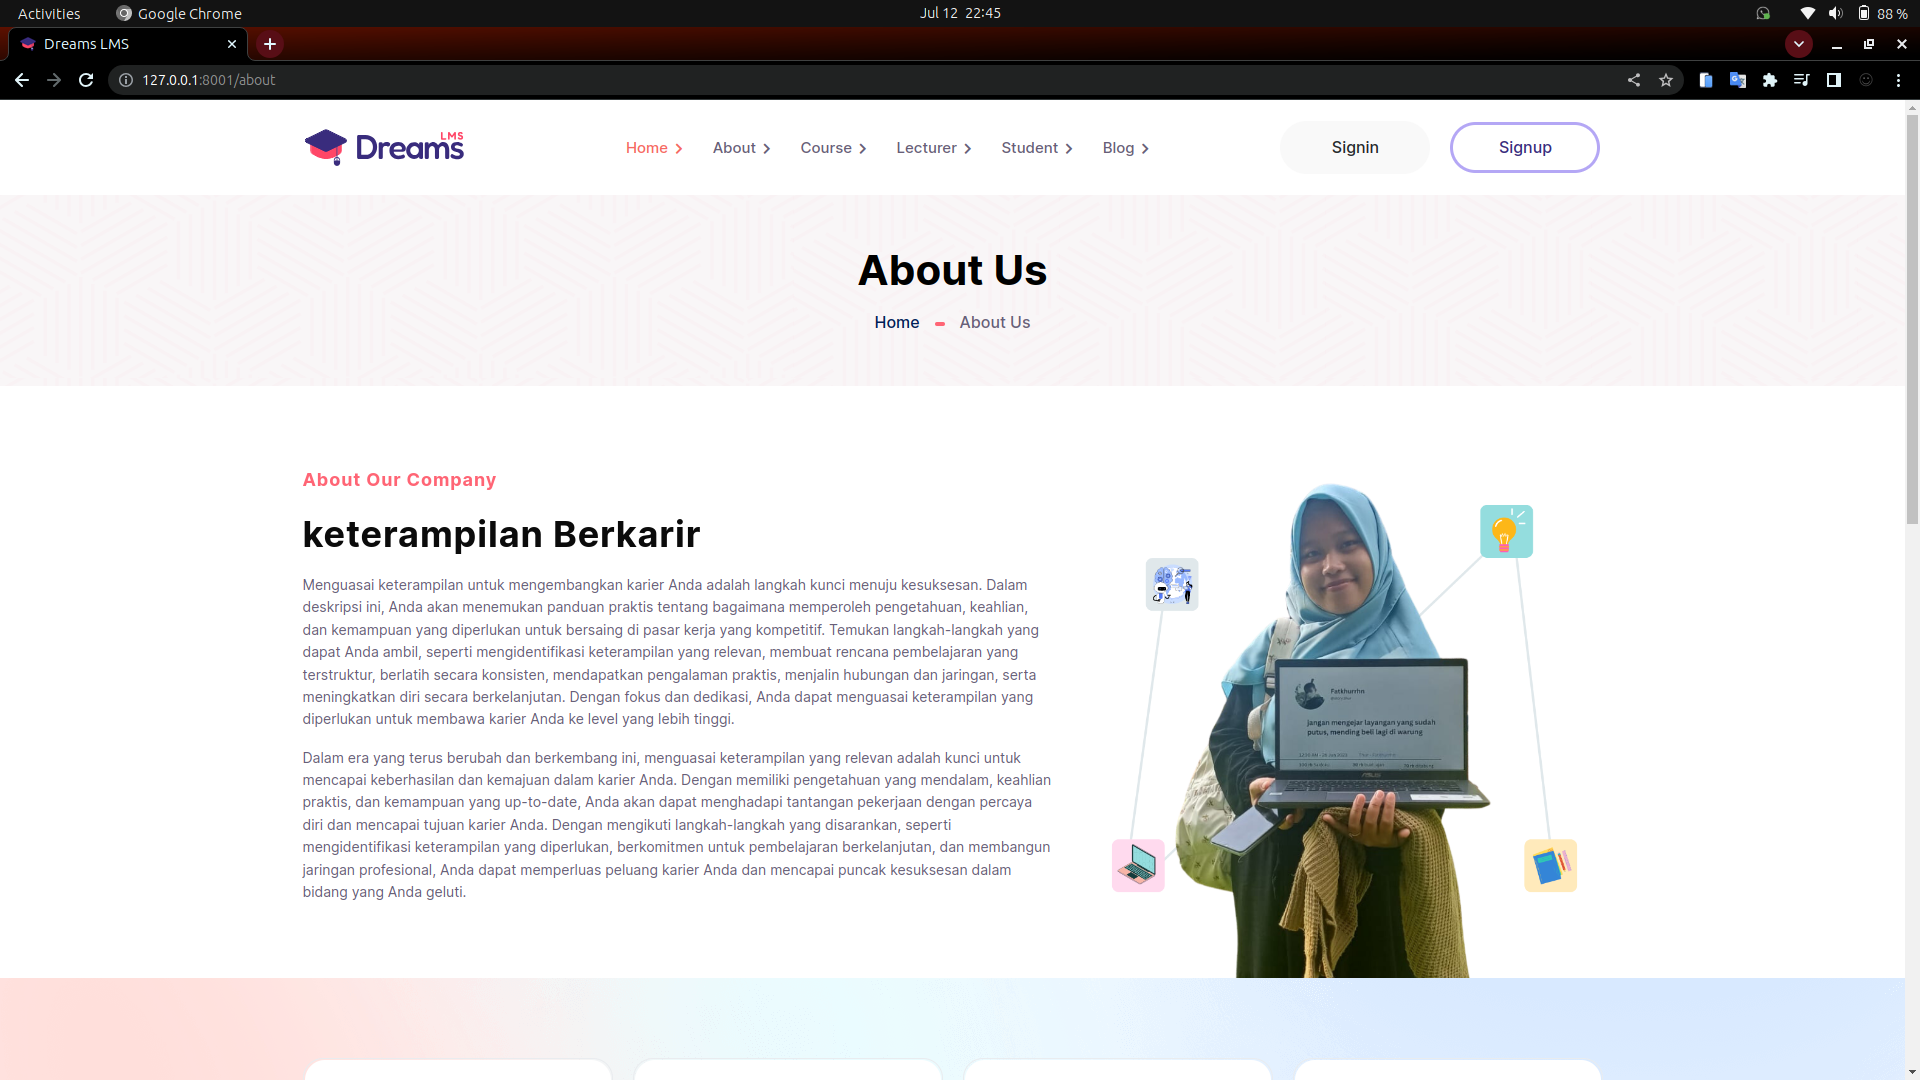 Activities
Google Chrome
Jul 12 22:45
88 %
Dreams LMS
127.0.0.1:8001/about
Dreams LMS
Home
About
Course
Lecturer
Student
Blog
Signin
Signup
About Us
Home
About Us
About Our Company
keterampilan Berkarir
Menguasai keterampilan untuk mengembangkan karier Anda adalah langkah kunci menuju kesuksesan. Dalam
deskripsi ini, Anda akan menemukan panduan praktis tentang bagaimana memperoleh pengetahuan, keahlian,
dan kemampuan yang diperlukan untuk bersaing di pasar kerja yang kompetitif. Temukan langkah-langkah yang
dapat Anda ambil, seperti mengidentifikasi keterampilan yang relevan, membuat rencana pembelajaran yang
terstruktur, berlatih secara konsisten, mendapatkan pengalaman praktis, menjalin hubungan dan jaringan, serta
meningkatkan diri secara berkelanjutan. Dengan fokus dan dedikasi, Anda dapat menguasai keterampilan yang
diperlukan untuk membawa karier Anda ke level yang lebih tinggi.
Dalam era yang terus berubah dan berkembang ini, menguasai keterampilan yang relevan adalah kunci untuk
mencapai keberhasilan dan kemajuan dalam karier Anda. Dengan memiliki pengetahuan yang mendalam, keahlian
praktis, dan kemampuan yang up-to-date, Anda akan dapat menghadapi tantangan pekerjaan dengan percaya
diri dan mencapai tujuan karier Anda. Dengan mengikuti langkah-langkah yang disarankan, seperti
mengidentifikasi keterampilan yang diperlukan, berkomitmen untuk pembelajaran berkelanjutan, dan membangun
jaringan profesional, Anda dapat memperluas peluang karier Anda dan mencapai puncak kesuksesan dalam
bidang yang Anda geluti.
Fatkhurrhn
jangan mengejar layangan yang sudah
putus, mending beli lagi di warung
ASUS